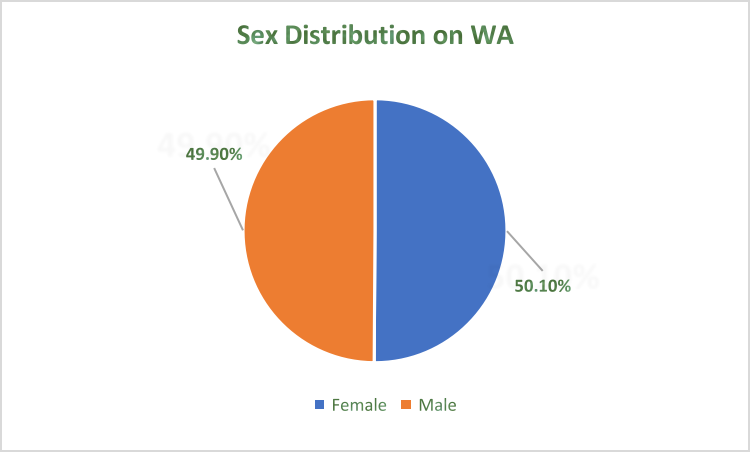 Sex Distribution on WA
49.90%
50.10%
Female Male